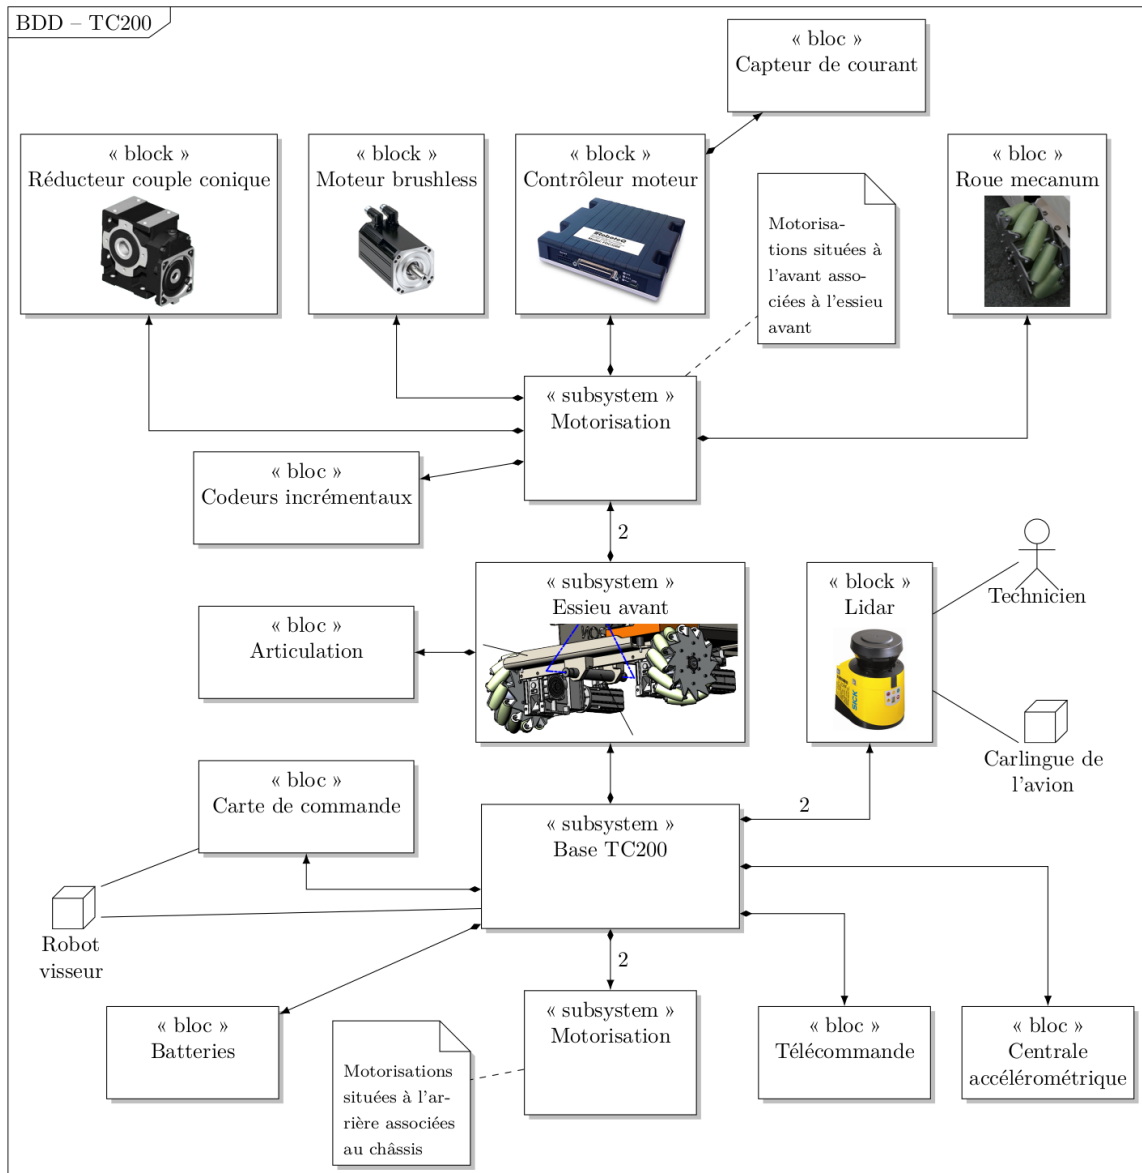 BDD – TC200
« bloc »
Capteur de courant
« block »
Réducteur couple conique
« block »
Moteur brushless
« block »
Contrôleur moteur
RoboteQ
« bloc »
Roue mecanum
Motorisa-
tions situées à
l'avant asso-
ciées à l'essieu
avant
« subsystem »
Motorisation
« bloc »
Codeurs incrémentaux
2
« subsystem »
Essieu avant
« block »
Lidar
SICK
Technicien
« bloc »
Articulation
Carlingue de
l'avion
« bloc »
Carte de commande
2
« subsystem »
Base TC200
Robot
visseur
2
« bloc »
Batteries
Motorisations
situées à l'ar-
rière associées
au châssis
« subsystem »
Motorisation
« bloc »
Télécommande
« bloc »
Centrale
accélérométrique